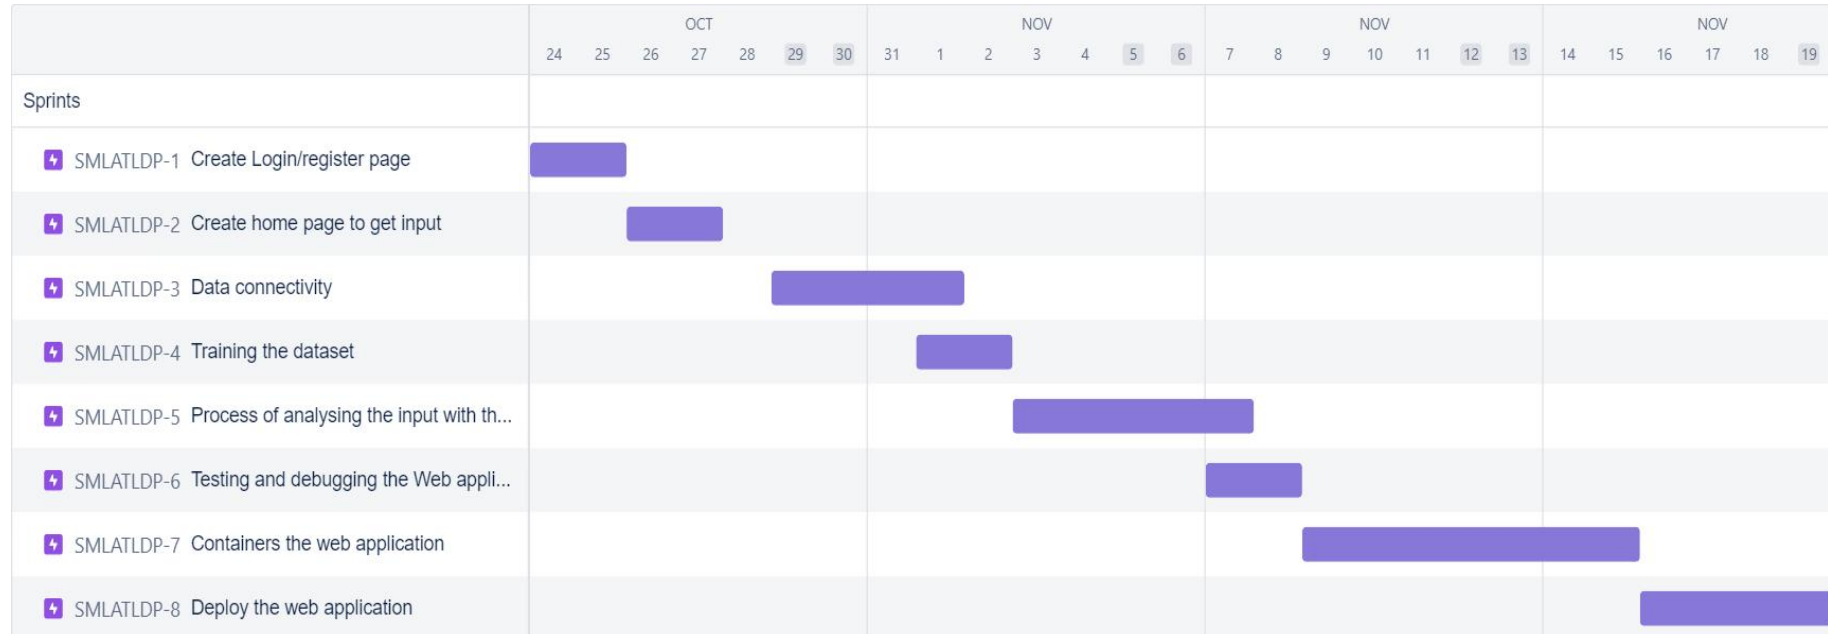 OCT NOV NOV NOV
24 25 26 27 28 29 30 31 1 2 3 4 5 6 7 8 9 10 11 12 13 14 15 16 17 18 19
Sprints
SMLATLDP-1 Create Login/register page
SMLATLDP-2 Create home page to get input
SMLATLDP-3 Data connectivity
SMLATLDP-4 Training the dataset
SMLATLDP-5 Process of analysing the input with th...
SMLATLDP-6 Testing and debugging the Web appli...
SMLATLDP-7 Containers the web application
SMLATLDP-8 Deploy the web application